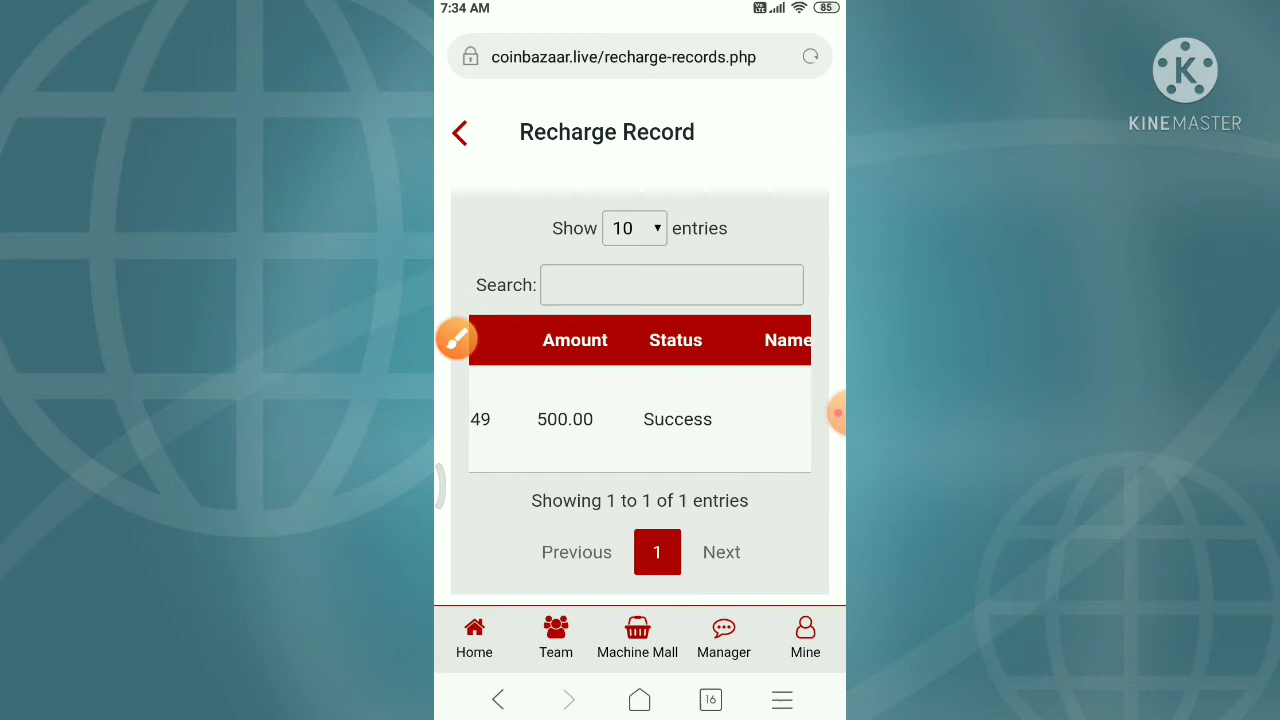 7:34 AM
85
coinbazaar.live/recharge-records.php
K
KINEMASTER
Recharge Record
Show 10 entries
Search:
Amount Status Name
49 500.00 Success
Showing 1 to 1 of 1 entries
Previous 1 Next
Home Team Machine Mall Manager Mine
16